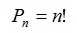 Pₙ = n!